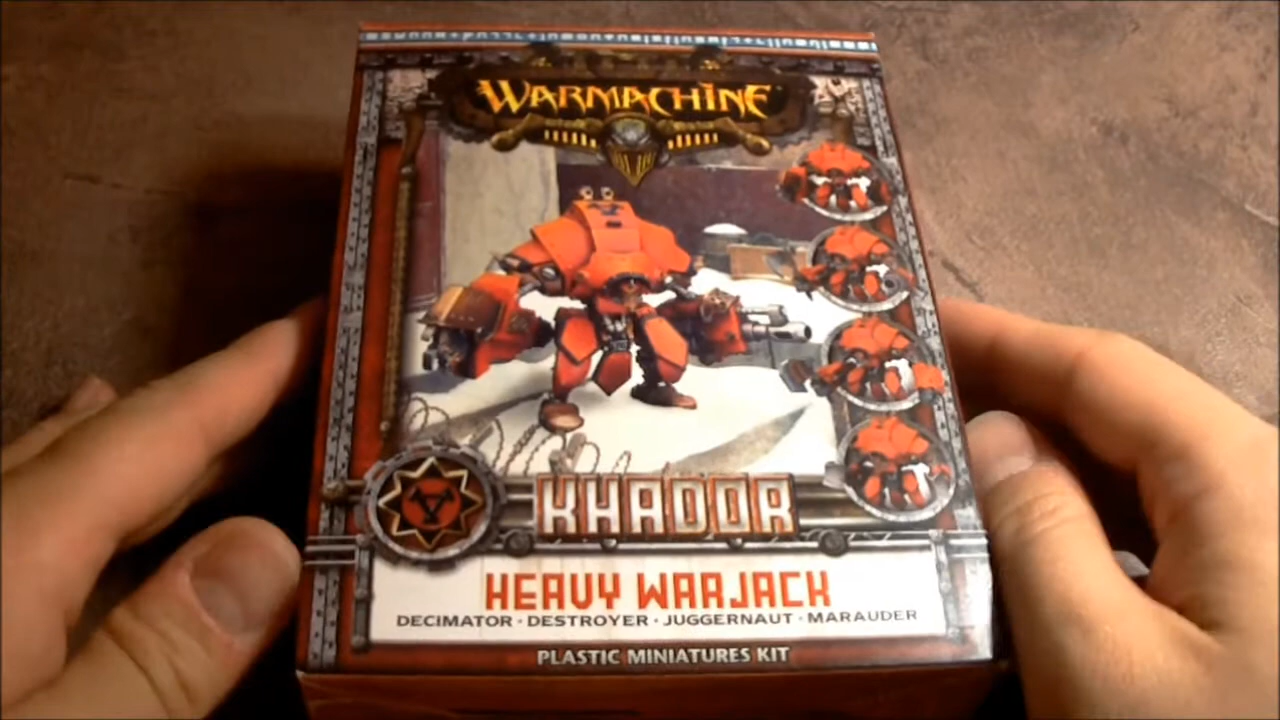 WARMACHINE
KHADOR
HEAVY WARJACK
DECIMATOR · DESTROYER · JUGGERNAUT · MARAUDER
PLASTIC MINIATURES KIT